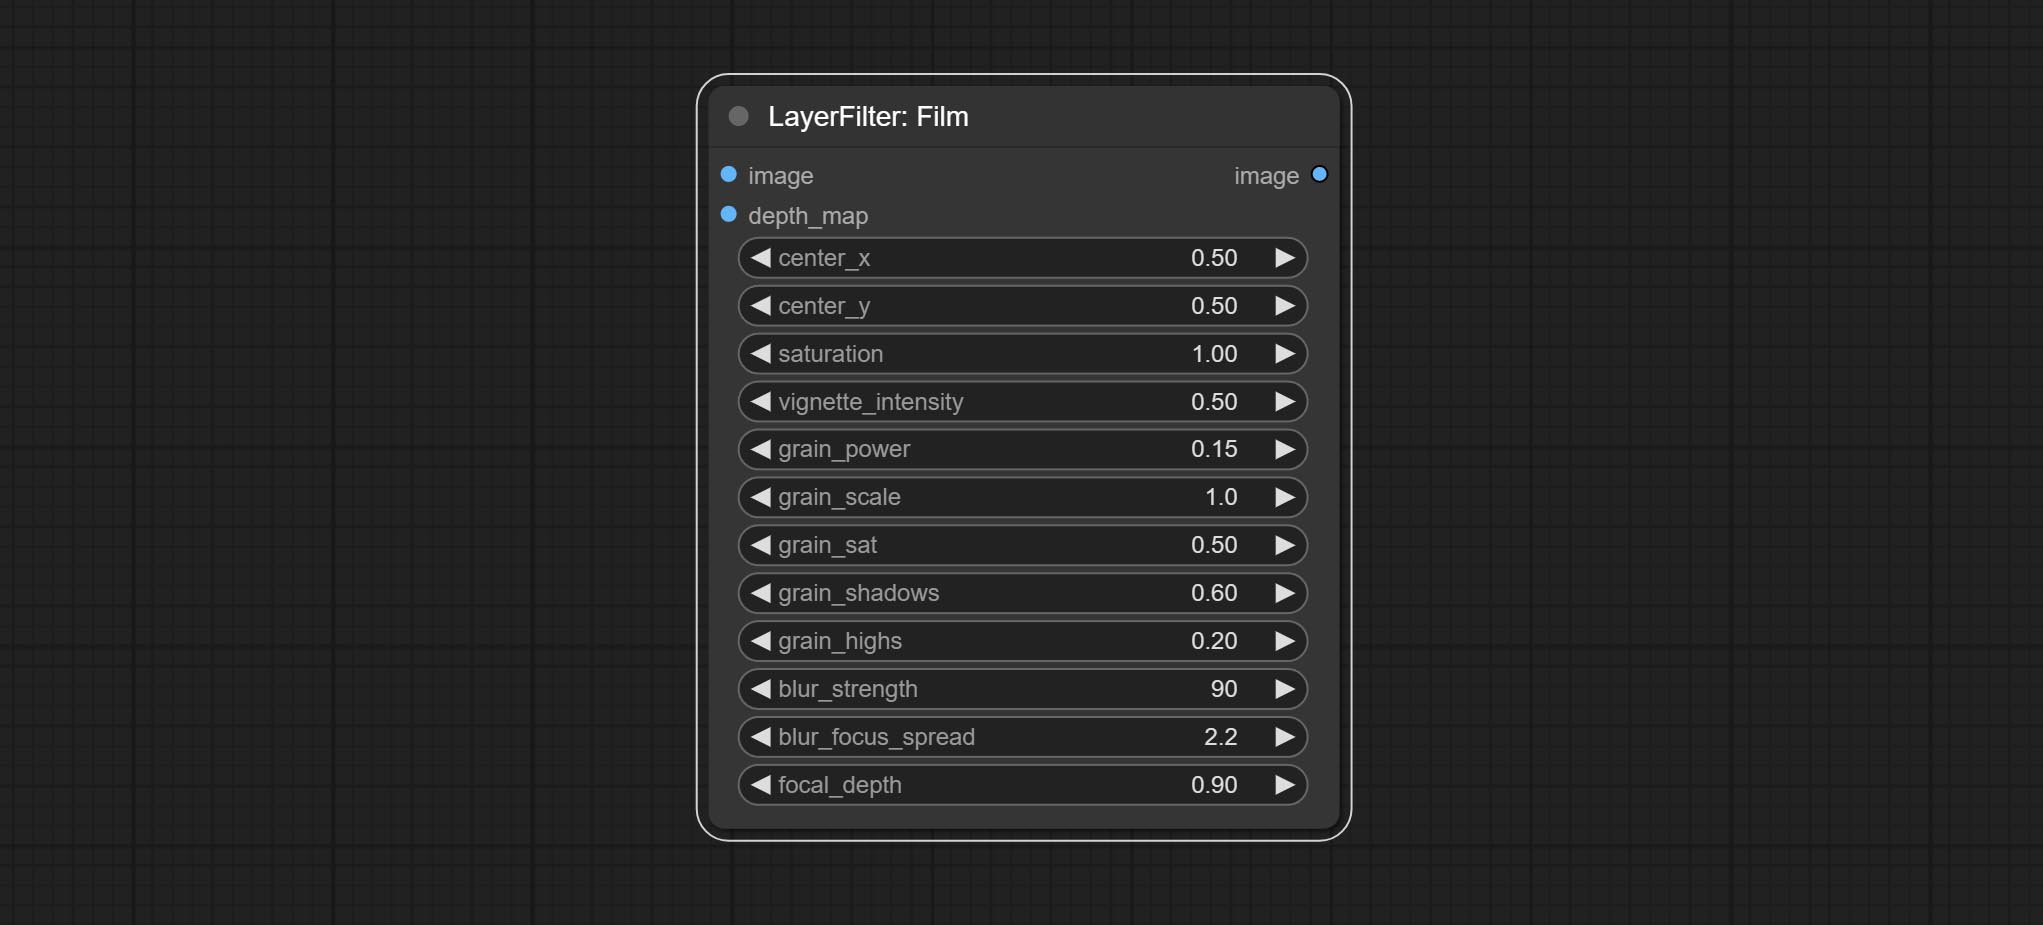 LayerFilter: Film
image image
depth_map
center_x 0.50
center_y 0.50
saturation 1.00
vignette_intensity 0.50
grain_power 0.15
grain_scale 1.0
grain_sat 0.50
grain_shadows 0.60
grain_highs 0.20
blur_strength 90
blur_focus_spread 2.2
focal_depth 0.90